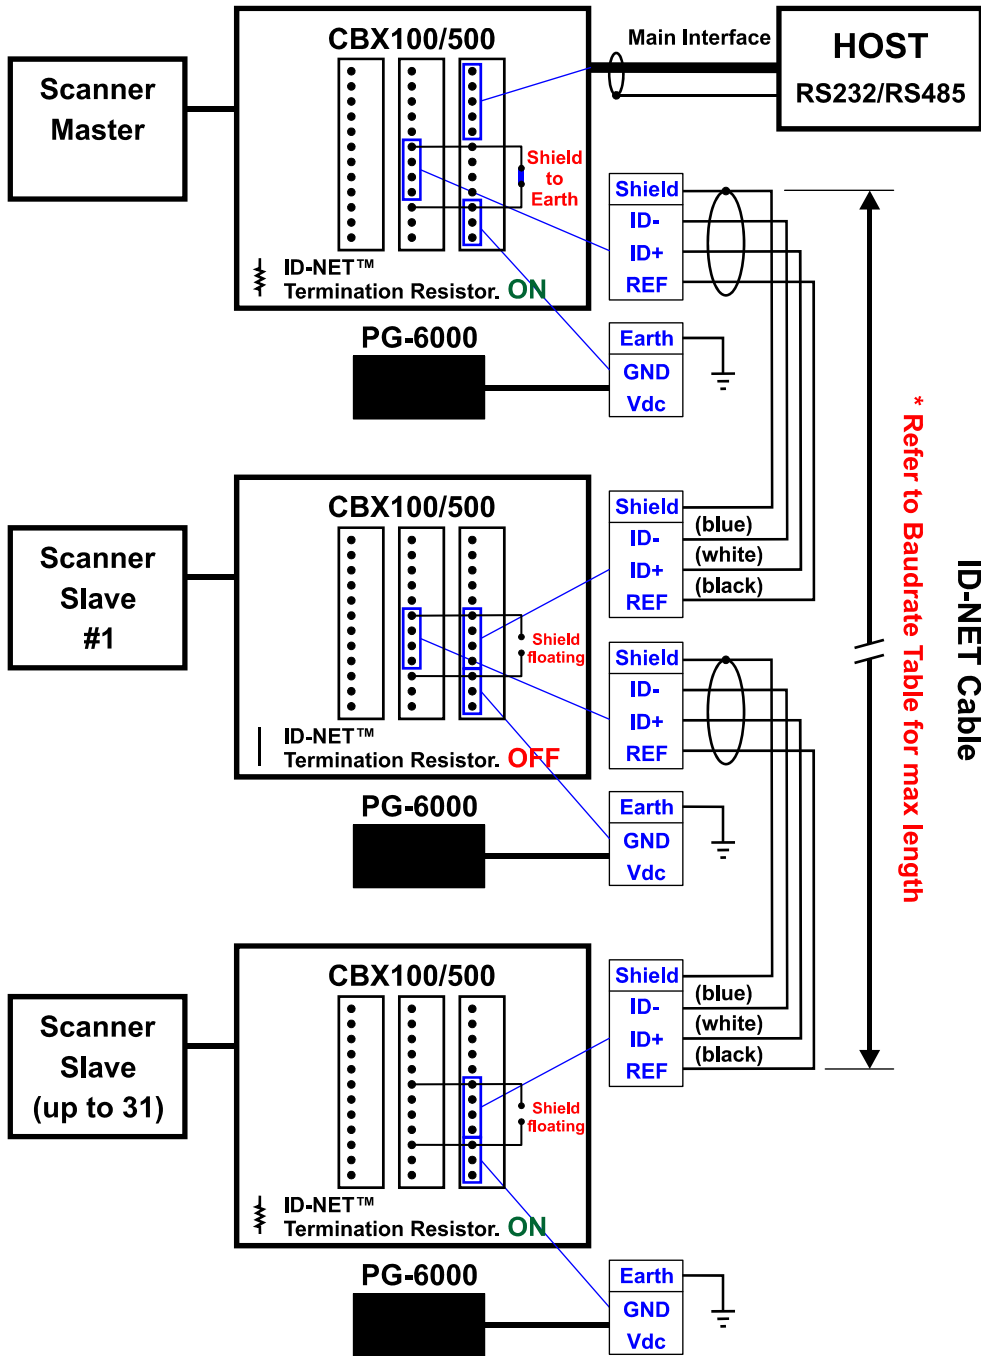 CBX100/500
Main Interface
HOST
RS232/RS485
Scanner
Master
Shield
to
Earth
Shield
ID-
ID+
REF
ID-NET™
Termination Resistor. ON
PG-6000
Earth
GND
Vdc
* Refer to Baudrate Table for max length
ID-NET Cable
CBX100/500
Scanner
Slave
#1
Shield
ID-
ID+
REF
(blue)
(white)
(black)
Shield
floating
Shield
ID-
ID+
REF
ID-NET™
Termination Resistor. OFF
PG-6000
Earth
GND
Vdc
CBX100/500
Scanner
Slave
(up to 31)
Shield
ID-
ID+
REF
(blue)
(white)
(black)
Shield
floating
ID-NET™
Termination Resistor. ON
PG-6000
Earth
GND
Vdc